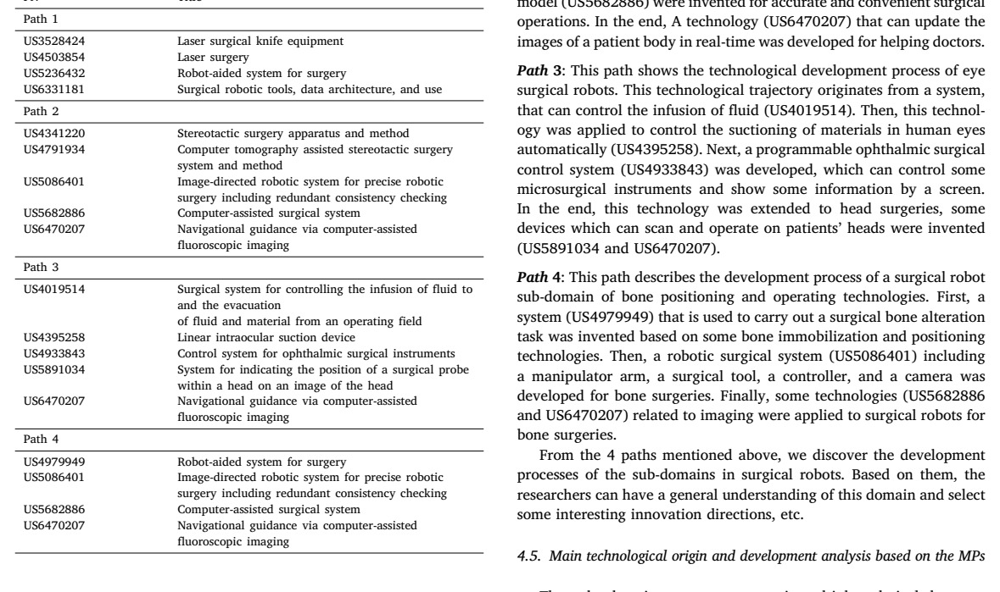 Path 1
US3528424 Laser surgical knife equipment
US4503854 Laser surgery
US5236432 Robot-aided system for surgery
US6331181 Surgical robotic tools, data architecture, and use
Path 2
US4341220 Stereotactic surgery apparatus and method
US4791934 Computer tomography assisted stereotactic surgery
system and method
US5086401 Image-directed robotic system for precise robotic
surgery including redundant consistency checking
US5682886 Computer-assisted surgical system
US6470207 Navigational guidance via computer-assisted
fluoroscopic imaging
Path 3
US4019514 Surgical system for controlling the infusion of fluid to
and the evacuation
of fluid and material from an operating field
US4395258 Linear intraocular suction device
US4933843 Control system for ophthalmic surgical instruments
US5891034 System for indicating the position of a surgical probe
within a head on an image of the head
US6470207 Navigational guidance via computer-assisted
fluoroscopic imaging
Path 4
US4979949 Robot-aided system for surgery
US5086401 Image-directed robotic system for precise robotic
surgery including redundant consistency checking
US5682886 Computer-assisted surgical system
US6470207 Navigational guidance via computer-assisted
fluoroscopic imaging
model (US5682886) were invented for accurate and convenient surgical
operations. In the end, A technology (US6470207) that can update the
images of a patient body in real-time was developed for helping doctors.
Path 3: This path shows the technological development process of eye
surgical robots. This technological trajectory originates from a system,
that can control the infusion of fluid (US4019514). Then, this technol-
ogy was applied to control the suctioning of materials in human eyes
automatically (US4395258). Next, a programmable ophthalmic surgical
control system (US4933843) was developed, which can control some
microsurgical instruments and show some information by a screen.
In the end, this technology was extended to head surgeries, some
devices which can scan and operate on patients' heads were invented
(US5891034 and US6470207).
Path 4: This path describes the development process of a surgical robot
sub-domain of bone positioning and operating technologies. First, a
system (US4979949) that is used to carry out a surgical bone alteration
task was invented based on some bone immobilization and positioning
technologies. Then, a robotic surgical system (US5086401) including
a manipulator arm, a surgical tool, a controller, and a camera was
developed for bone surgeries. Finally, some technologies (US5682886
and US6470207) related to imaging were applied to surgical robots for
bone surgeries.
From the 4 paths mentioned above, we discover the development
processes of the sub-domains in surgical robots. Based on them, the
researchers can have a general understanding of this domain and select
some interesting innovation directions, etc.
4.5. Main technological origin and development analysis based on the MPs